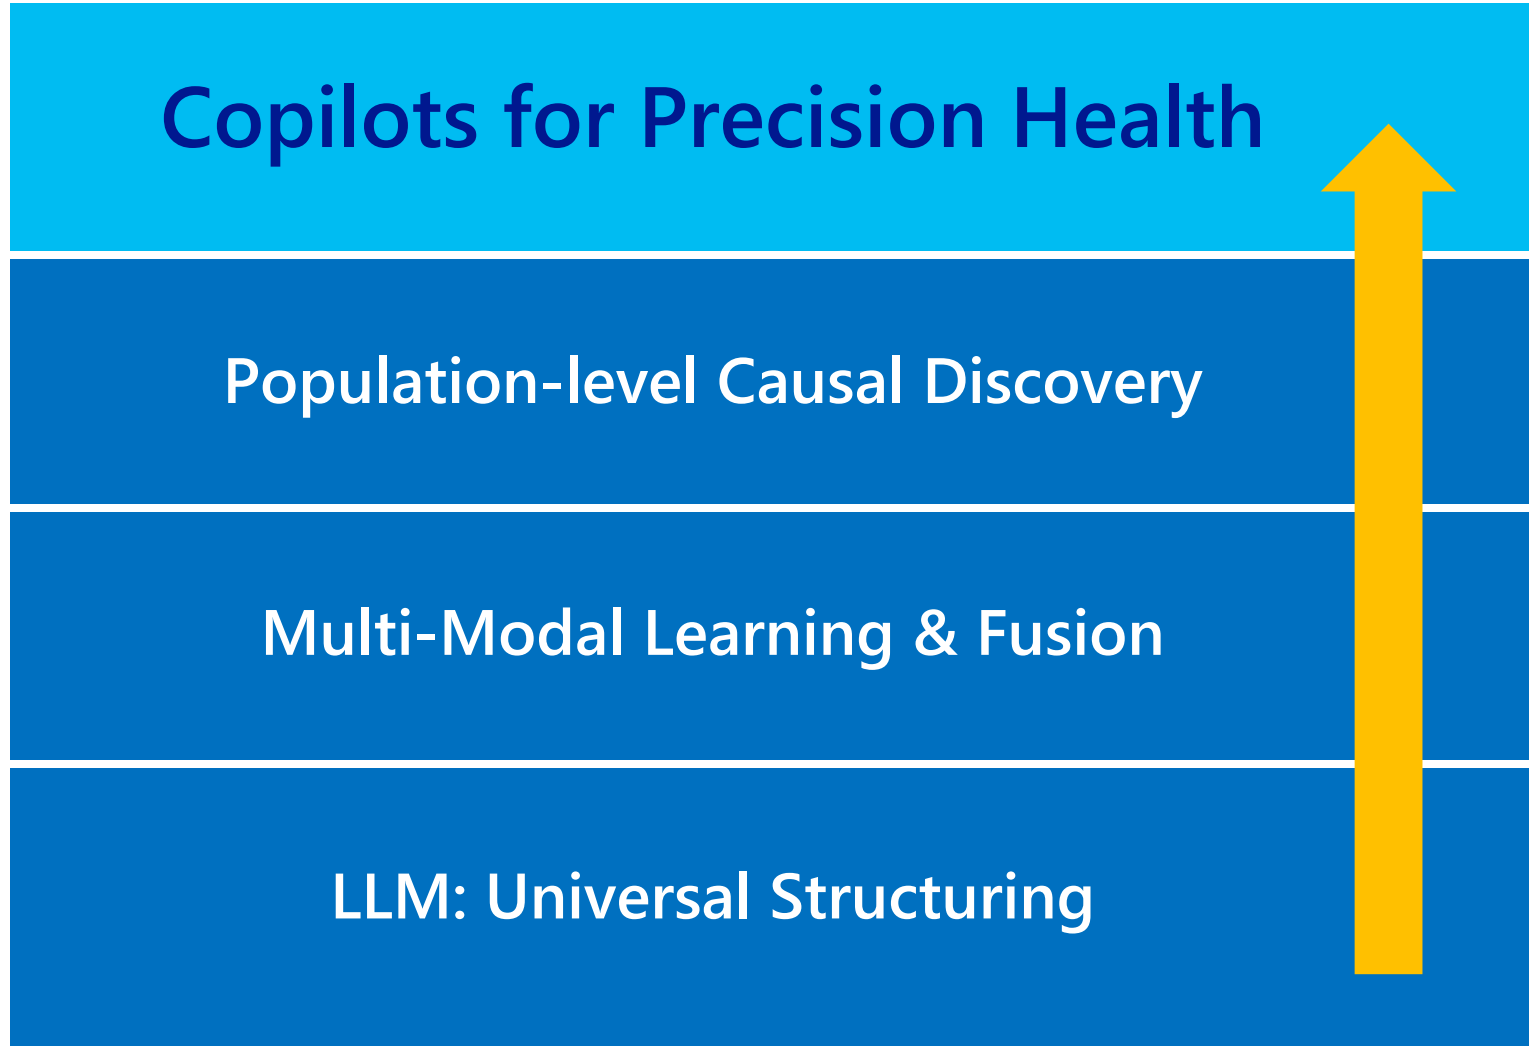 Copilots for Precision Health
Population-level Causal Discovery
Multi-Modal Learning & Fusion
LLM: Universal Structuring